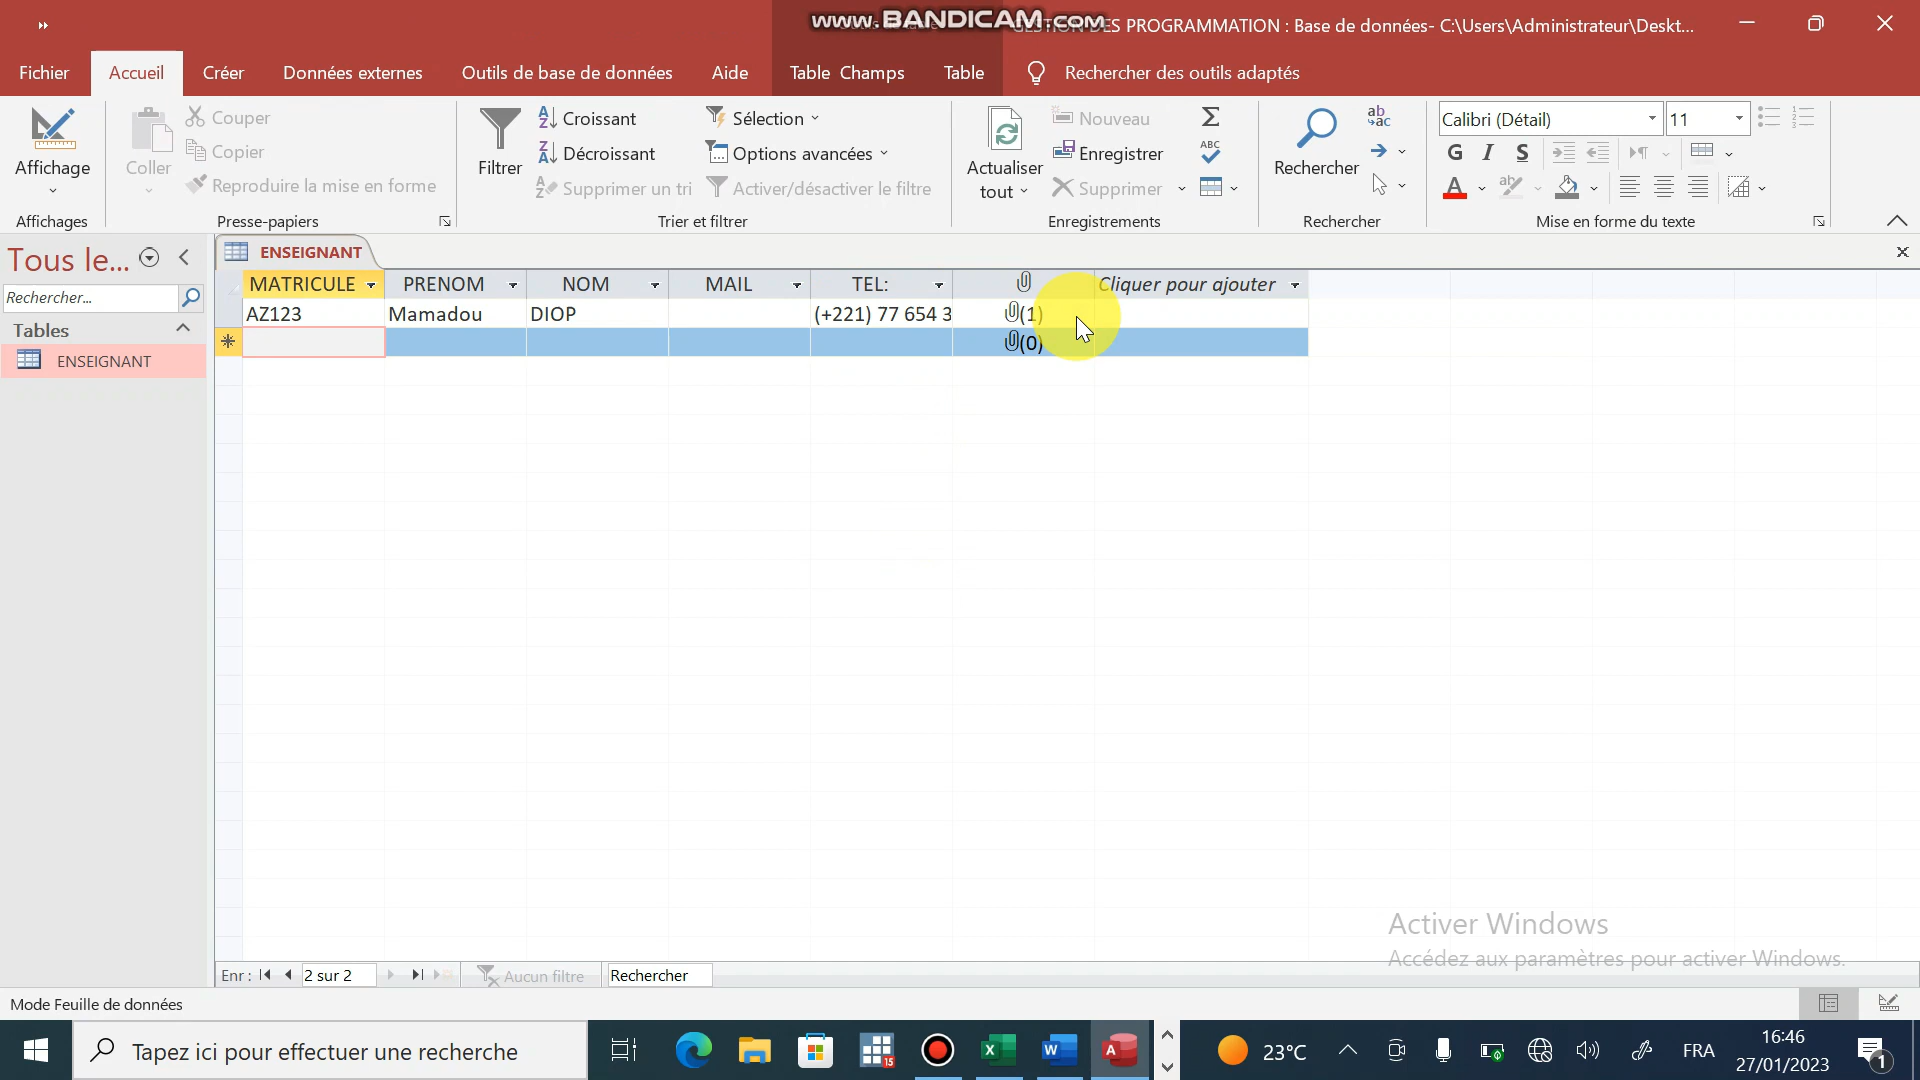 www.BANDICAM.com
GESTION DES PROGRAMMATION : Base de données- C:\Users\Administrateur\Deskt...
Fichier Accueil Créer Données externes Outils de base de données Aide Table Champs Table Rechercher des outils adaptés
Affichage
Affichages
Coller
Couper
Copier
Reproduire la mise en forme
Presse-papiers
Filtrer
Croissant
Décroissant
Supprimer un tri
Sélection
Options avancées
Activer/désactiver le filtre
Trier et filtrer
Actualiser
tout
Nouveau
Enregistrer
Supprimer
Enregistrements
Rechercher
Rechercher
Calibri (Détail) 11
G I S
Mise en forme du texte
Tous le...
Rechercher...
Tables
ENSEIGNANT
ENSEIGNANT
MATRICULE PRENOM NOM MAIL TEL: Cliquer pour ajouter
AZ123 Mamadou DIOP (+221) 77 654 3 (1)
(0)
Activer Windows
Accédez aux paramètres pour activer Windows.
Enr : 2 sur 2 Aucun filtre Rechercher
Mode Feuille de données
Tapez ici pour effectuer une recherche
15
23°C
FRA
16:46
27/01/2023
1